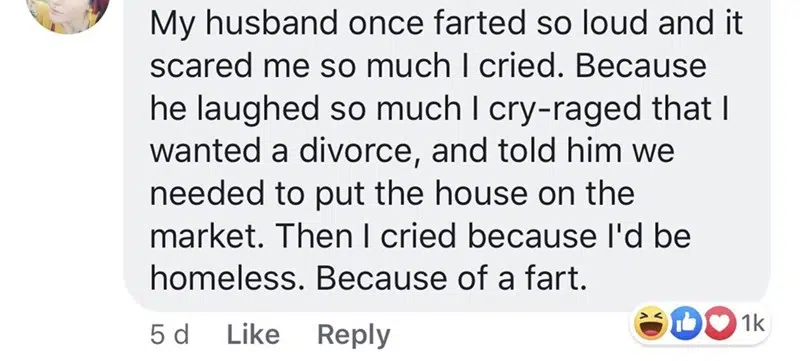 My husband once farted so loud and it
scared me so much I cried. Because
he laughed so much I cry-raged that I
wanted a divorce, and told him we
needed to put the house on the
market. Then I cried because I'd be
homeless. Because of a fart.
5 d Like Reply 1k